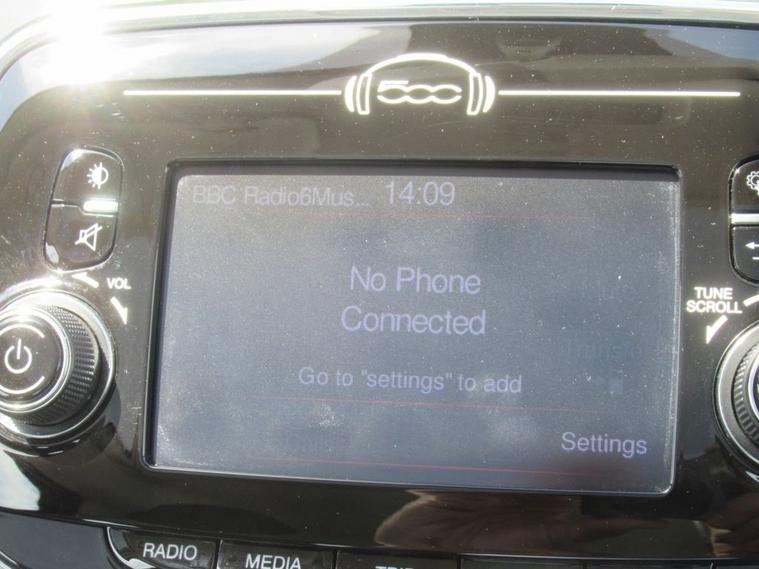 500
BBC Radio6Mus... 14:09
No Phone
Connected
Go to "settings" to add
Settings
VOL
TUNE
SCROLL
RADIO
MEDIA